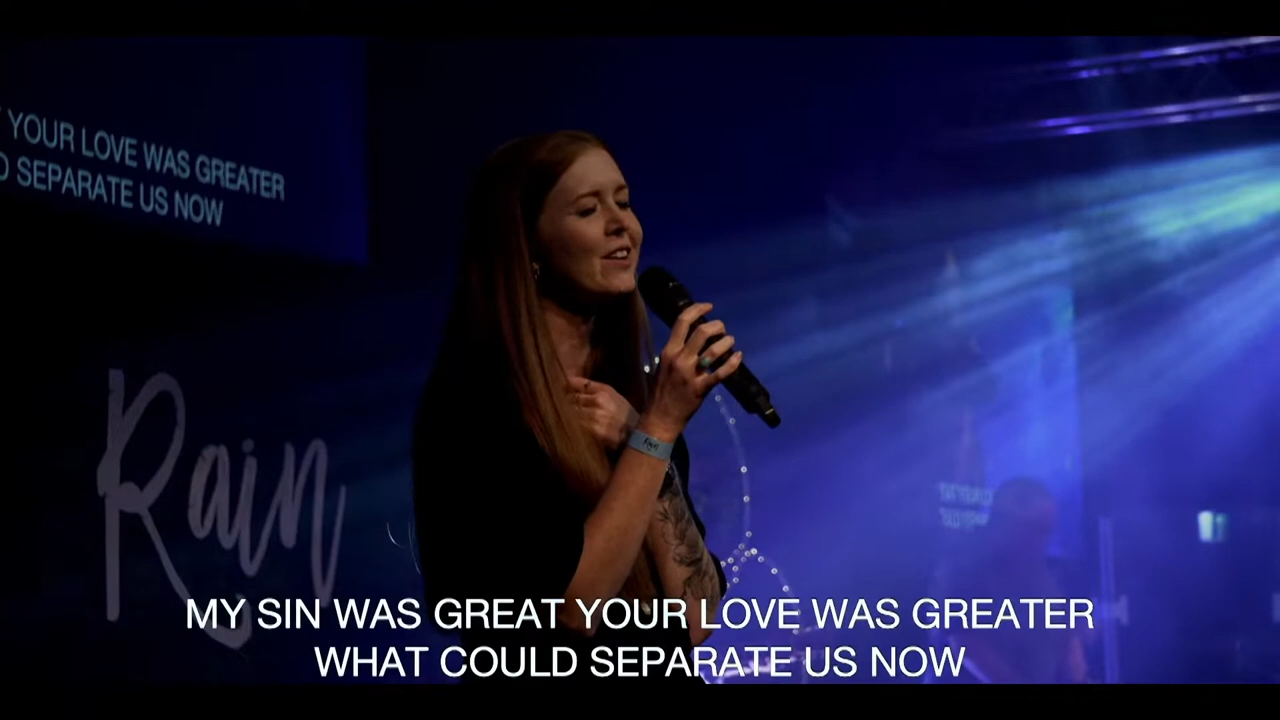 YOUR LOVE WAS GREATER
SEPARATE US NOW
Rain
MY SIN WAS GREAT YOUR LOVE WAS GREATER
WHAT COULD SEPARATE US NOW